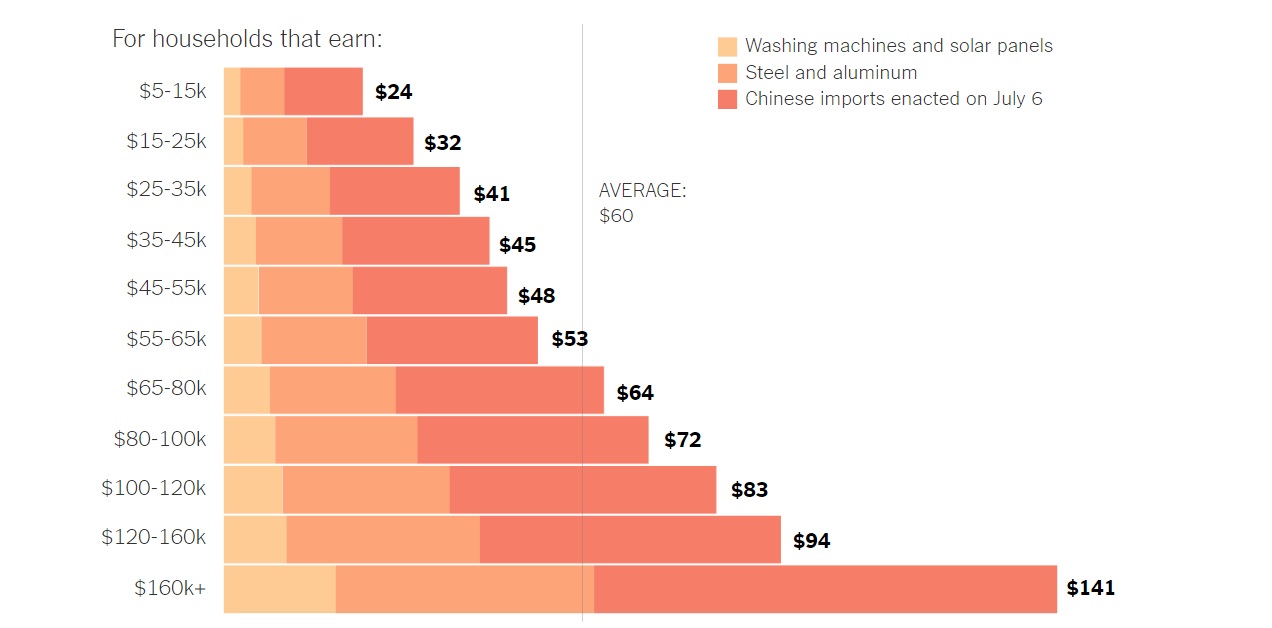 For households that earn:
Washing machines and solar panels
Steel and aluminum
Chinese imports enacted on July 6
$5-15k $24
$15-25k $32
$25-35k $41
AVERAGE:
$60
$35-45k $45
$45-55k $48
$55-65k $53
$65-80k $64
$80-100k $72
$100-120k $83
$120-160k $94
$160k+ $141